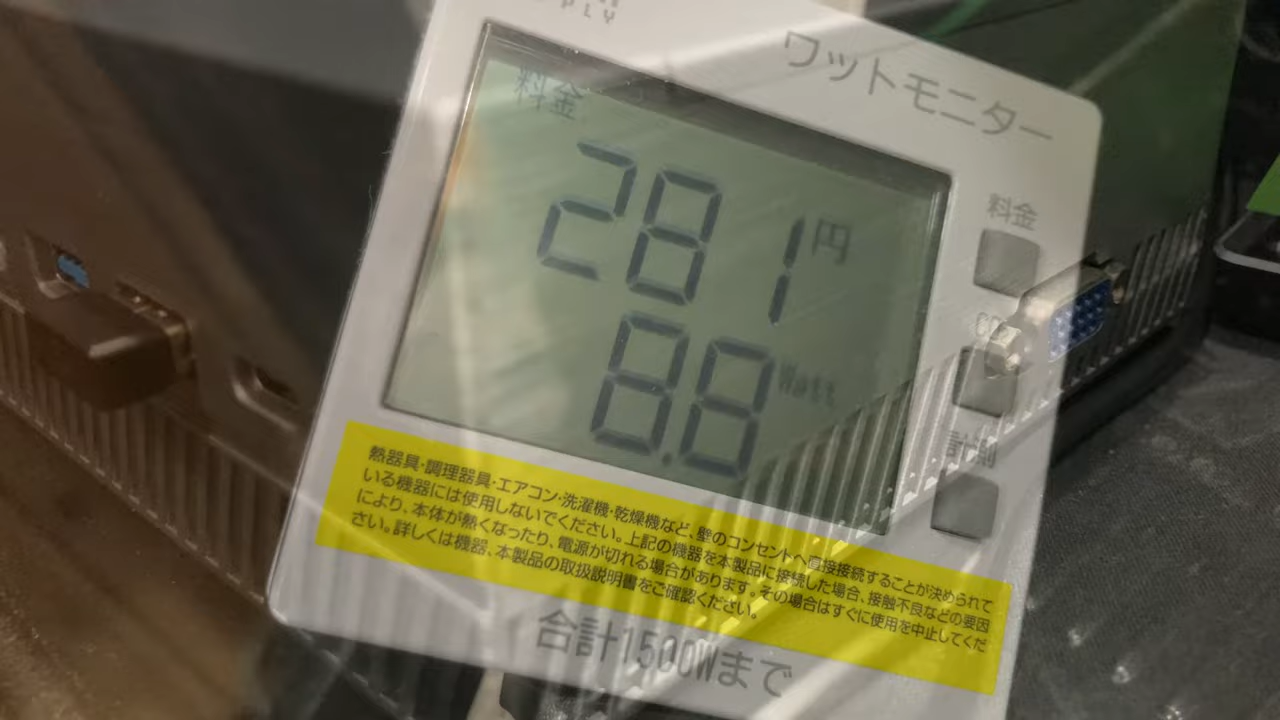 PLY
ワットモニター
料金
281円
8.8 Watt
料金
計測
熱器具・調理器具・エアコン・洗濯機・乾燥機など、壁のコンセントへ直接接続することが決められて
いる機器には使用しないでください。上記の機器を本製品に接続した場合、接触不良などの要因
により、本体が熱くなったり、電源が切れる場合があります。その場合はすぐに使用を中止してくだ
さい。詳しくは機器、本製品の取扱説明書をご確認ください。
合計1500Wまで